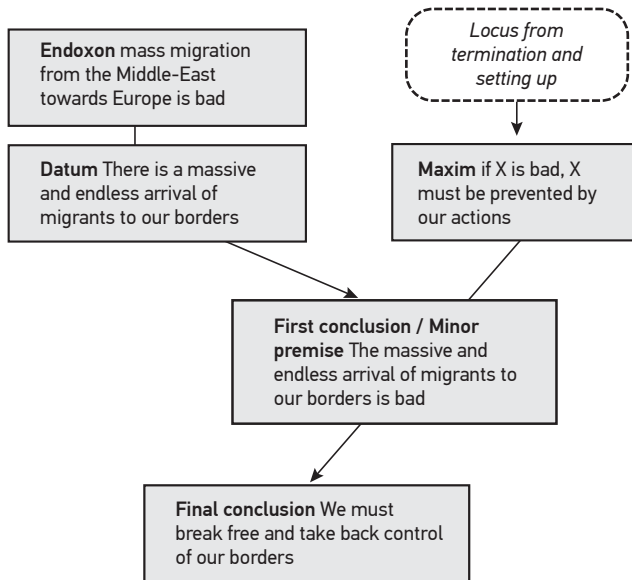 Endoxon mass migration
from the Middle-East
towards Europe is bad
Locus from
termination and
setting up
Datum There is a massive
and endless arrival of
migrants to our borders
Maxim if X is bad, X
must be prevented by
our actions
First conclusion / Minor
premise The massive and
endless arrival of migrants to
our borders is bad
Final conclusion We must
break free and take back control
of our borders